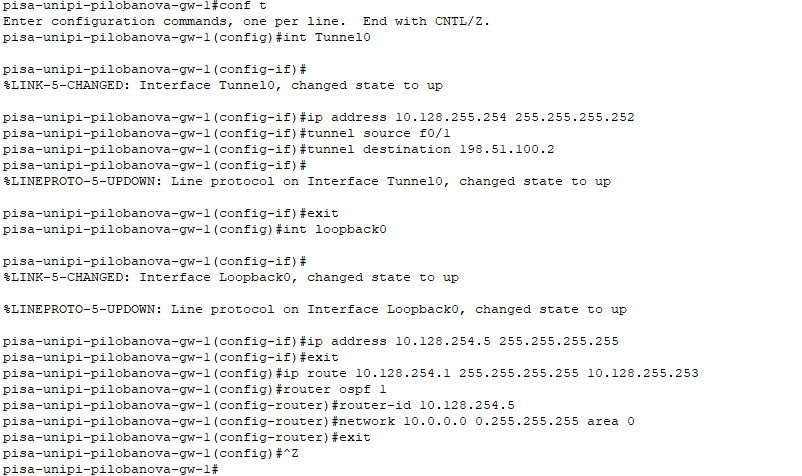 pisa-unipi-pilobanova-gw-1#conf t
Enter configuration commands, one per line.  End with CNTL/Z.
pisa-unipi-pilobanova-gw-1(config)#int Tunnel0
pisa-unipi-pilobanova-gw-1(config-if)#
%LINK-5-CHANGED: Interface Tunnel0, changed state to up
pisa-unipi-pilobanova-gw-1(config-if)#ip address 10.128.255.254 255.255.255.252
pisa-unipi-pilobanova-gw-1(config-if)#tunnel source f0/1
pisa-unipi-pilobanova-gw-1(config-if)#tunnel destination 198.51.100.2
pisa-unipi-pilobanova-gw-1(config-if)#
%LINEPROTO-5-UPDOWN: Line protocol on Interface Tunnel0, changed state to up
pisa-unipi-pilobanova-gw-1(config-if)#exit
pisa-unipi-pilobanova-gw-1(config)#int loopback0
pisa-unipi-pilobanova-gw-1(config-if)#
%LINK-5-CHANGED: Interface Loopback0, changed state to up
%LINEPROTO-5-UPDOWN: Line protocol on Interface Loopback0, changed state to up
pisa-unipi-pilobanova-gw-1(config-if)#ip address 10.128.254.5 255.255.255.255
pisa-unipi-pilobanova-gw-1(config-if)#exit
pisa-unipi-pilobanova-gw-1(config)#ip route 10.128.254.1 255.255.255.255 10.128.255.253
pisa-unipi-pilobanova-gw-1(config)#router ospf 1
pisa-unipi-pilobanova-gw-1(config-router)#router-id 10.128.254.5
pisa-unipi-pilobanova-gw-1(config-router)#network 10.0.0.0 0.255.255.255 area 0
pisa-unipi-pilobanova-gw-1(config-router)#exit
pisa-unipi-pilobanova-gw-1(config)#^Z
pisa-unipi-pilobanova-gw-1#